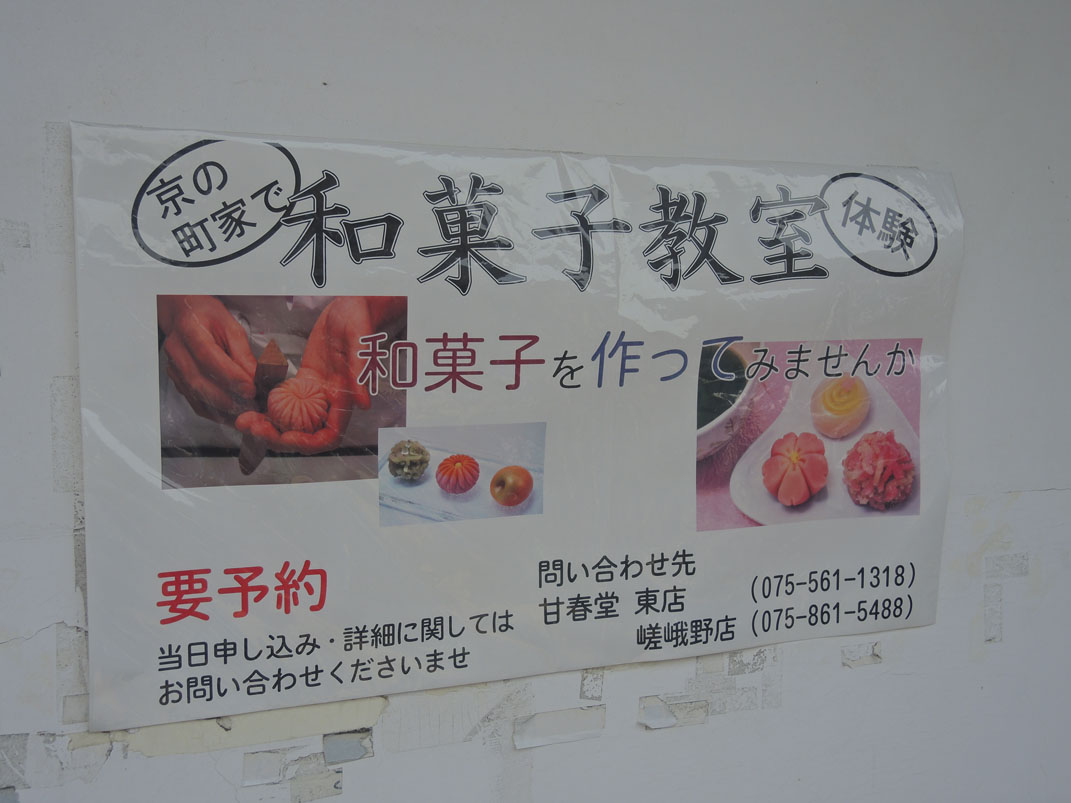 京の
町家で
和菓子教室
体験
和菓子を作ってみませんか
要予約
当日申し込み・詳細に関しては
お問い合わせくださいませ
問い合わせ先
甘春堂 東店 (075-561-1318)
嵯峨野店 (075-861-5488)